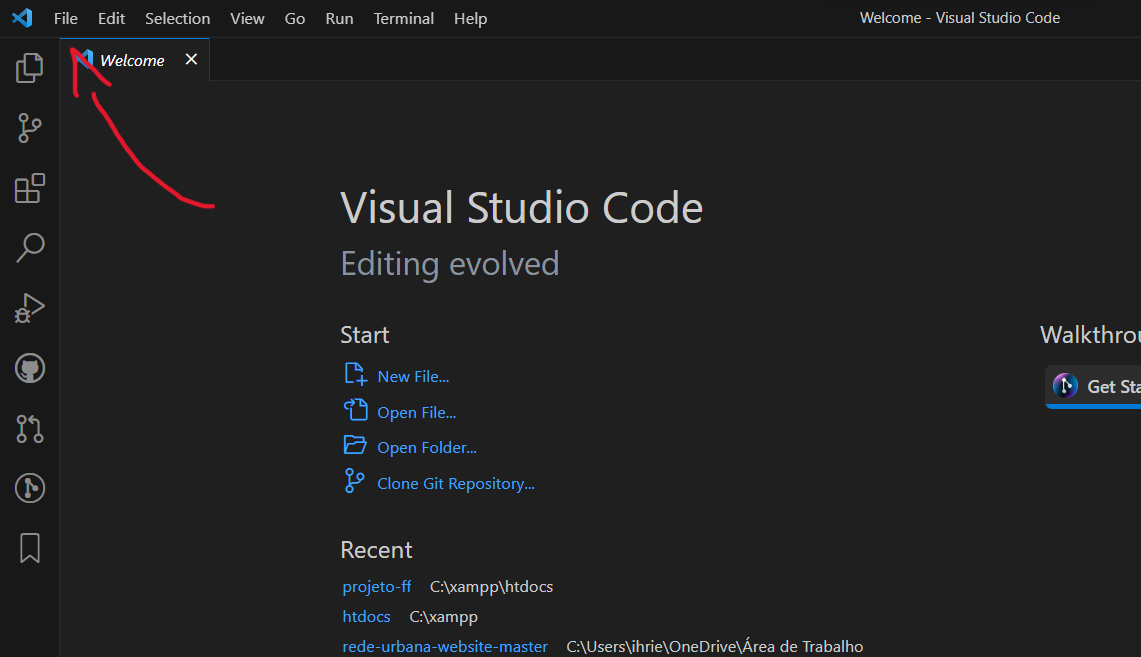 File Edit Selection View Go Run Terminal Help Welcome - Visual Studio Code
Welcome
Visual Studio Code
Editing evolved
Start
New File...
Open File...
Open Folder...
Clone Git Repository...
Recent
projeto-ff C:\xampp\htdocs
htdocs C:\xampp
rede-urbana-website-master C:\Users\ihrie\OneDrive\Área de Trabalho
Walkthrou
Get Sta